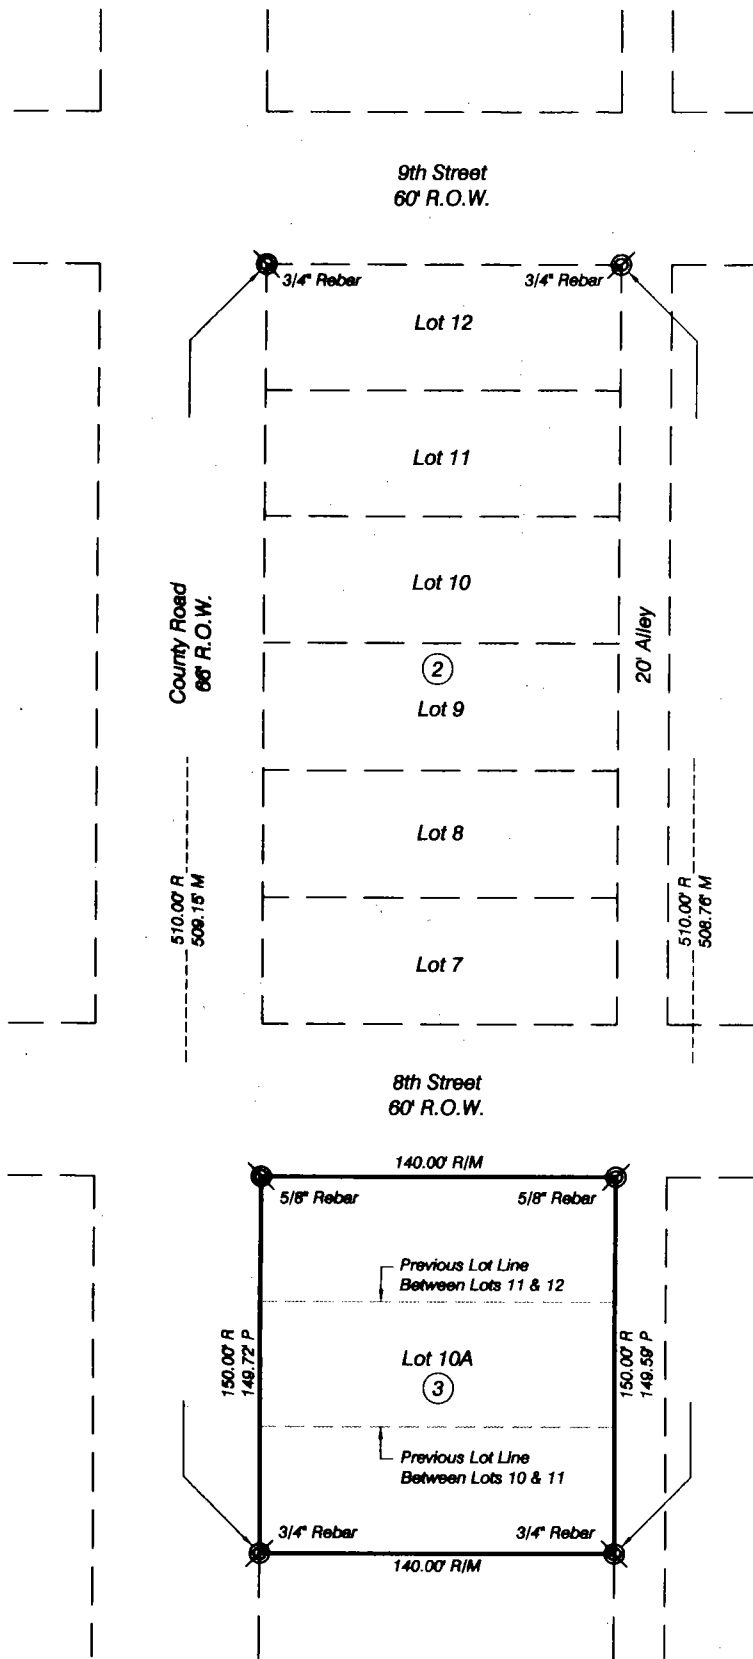 9th Street
60' R.O.W.
3/4" Rebar
3/4" Rebar
Lot 12
Lot 11
Lot 10
County Road
66' R.O.W.
20' Alley
2
Lot 9
Lot 8
510.00' R
509.15' M
510.00' R
508.76' M
Lot 7
8th Street
60' R.O.W.
140.00' R/M
5/8" Rebar
5/8" Rebar
Previous Lot Line
Between Lots 11 & 12
150.00' R
149.72' P
Lot 10A
3
150.00' R
149.59' P
Previous Lot Line
Between Lots 10 & 11
3/4" Rebar
3/4" Rebar
140.00' R/M